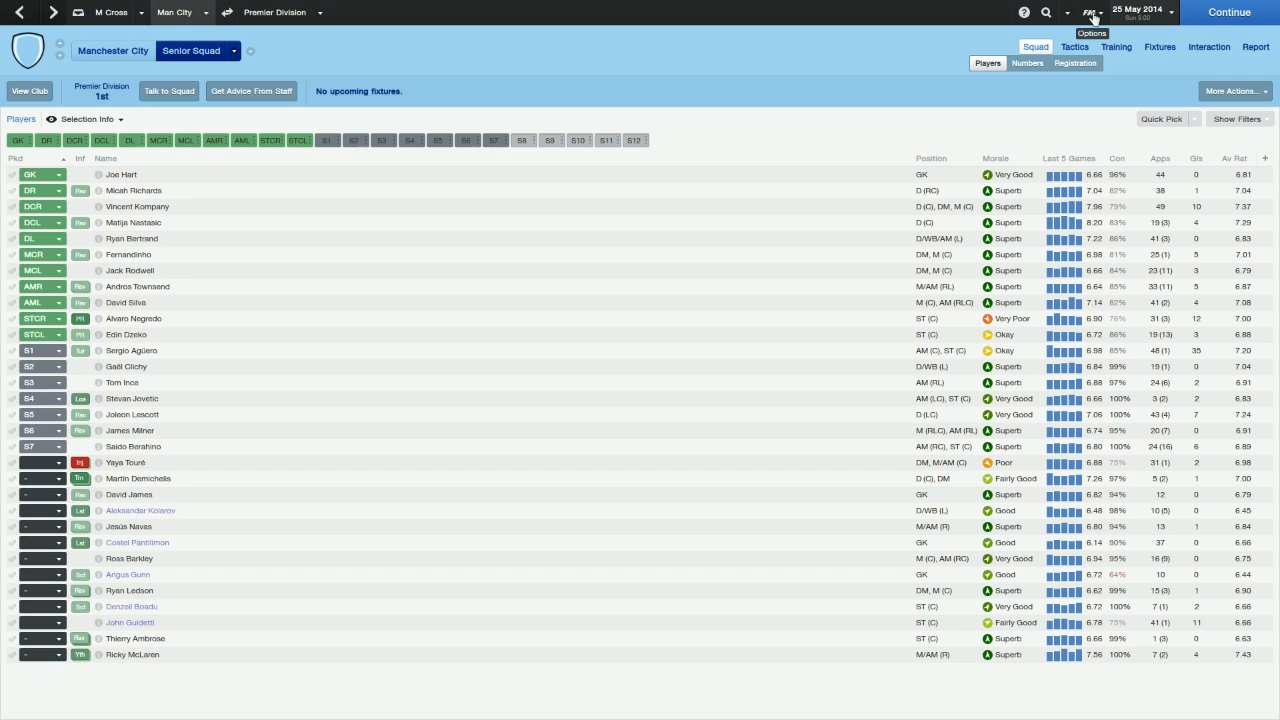 M Cross Man City Premier Division FM 25 May 2014 Sun 9:00 Continue
Options
Manchester City Senior Squad Squad Tactics Training Fixtures Interaction Report
Players Numbers Registration
View Club Premier Division 1st Talk to Squad Get Advice From Staff No upcoming fixtures. More Actions...
Players Selection Info Quick Pick Show Filters
GK DR DCR DCL DL MCR MCL AMR AML STCR STCL S1 S2 S3 S4 S5 S6 S7 S8 S9 S10 S11 S12
Pkd Inf Name Position Morale Last 5 Games Con Apps Gls Av Rat +
GK Joe Hart GK Very Good 6.66 96% 44 0 6.81
DR Rav Micah Richards D (RC) Superb 7.04 82% 38 1 7.04
DCR Vincent Kompany D (C), DM, M (C) Superb 7.96 79% 49 10 7.37
DCL Rav Matija Nastasic D (C) Superb 8.20 83% 19 (3) 4 7.29
DL Ryan Bertrand D/WB/AM (L) Superb 7.22 86% 41 (3) 0 6.83
MCR Rav Fernandinho DM, M (C) Superb 6.98 81% 25 (1) 5 7.01
MCL Jack Rodwell DM, M (C) Superb 6.66 84% 23 (11) 3 6.79
AMR Rav Andros Townsend M/AM (RL) Superb 6.64 85% 33 (11) 5 6.87
AML Rav David Silva M (C), AM (RLC) Superb 7.14 82% 41 (2) 4 7.08
STCR PR Álvaro Negredo ST (C) Very Poor 6.90 76% 31 (3) 12 7.00
STCL PR Edin Dzeko ST (C) Okay 6.72 86% 19 (13) 3 6.88
S1 Tut Sergio Agüero AM (C), ST (C) Okay 6.98 85% 48 (1) 35 7.20
S2 Gaël Clichy D/WB (L) Superb 6.84 99% 19 (1) 0 7.04
S3 Tom Ince AM (RL) Superb 6.88 97% 24 (6) 2 6.91
S4 Loa Stevan Jovetic AM (LC), ST (C) Very Good 6.66 100% 3 (2) 2 6.83
S5 Rav Joleon Lescott D (LC) Very Good 7.06 100% 43 (4) 7 7.24
S6 Rav James Milner M (RLC), AM (RL) Superb 6.74 95% 20 (7) 0 6.91
S7 Saido Berahino AM (RC), ST (C) Superb 6.80 100% 24 (16) 5 6.89
Inj Yaya Touré DM, M/AM (C) Poor 6.88 75% 31 (1) 2 6.98
- Trn Martín Demichelis D (C), DM Fairly Good 7.26 97% 5 (2) 1 7.00
- Rav David James GK Superb 6.82 94% 12 0 6.79
Lst Aleksandar Kolarov D/WB (L) Good 6.48 98% 10 (5) 0 6.45
- Rav Jesús Navas M/AM (R) Superb 6.80 94% 13 1 6.84
Lst Costel Pantilimon GK Good 6.14 90% 37 0 6.66
- Ross Barkley M (C), AM (RC) Very Good 6.94 95% 16 (9) 0 6.75
- Sct Angua Gunn GK Good 6.72 64% 10 0 6.44
- Rav Ryan Ledson DM, M (C) Superb 6.62 99% 15 (3) 1 6.90
- Sct Denzeil Boadu ST (C) Very Good 6.72 100% 7 (1) 2 6.66
John Guidetti ST (C) Fairly Good 6.78 75% 41 (1) 11 6.66
- Rav Thierry Ambrose ST (C) Superb 6.66 99% 1 (3) 0 6.63
- Yth Ricky McLaren M/AM (R) Superb 7.56 100% 7 (2) 4 7.43